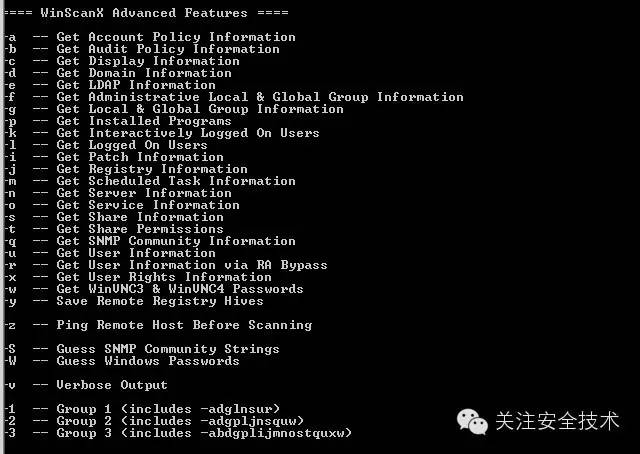 ==== WinScanX Advanced Features ====
-a -- Get Account Policy Information
-b -- Get Audit Policy Information
-c -- Get Display Information
-d -- Get Domain Information
-e -- Get LDAP Information
-f -- Get Administrative Local & Global Group Information
-g -- Get Local & Global Group Information
-p -- Get Installed Programs
-k -- Get Interactively Logged On Users
-l -- Get Logged On Users
-i -- Get Patch Information
-j -- Get Registry Information
-m -- Get Scheduled Task Information
-n -- Get Server Information
-o -- Get Service Information
-s -- Get Share Information
-t -- Get Share Permissions
-q -- Get SNMP Community Information
-u -- Get User Information
-r -- Get User Information via RA Bypass
-x -- Get User Rights Information
-w -- Get WinVNC3 & WinVNC4 Passwords
-y -- Save Remote Registry Hives
-z -- Ping Remote Host Before Scanning
-S -- Guess SNMP Community Strings
-W -- Guess Windows Passwords
-v -- Verbose Output
-1 -- Group 1 (includes -adglnsur)
-2 -- Group 2 (includes -adgpljnsquw)
-3 -- Group 3 (includes -abdgplijmnostquxw)
关注安全技术